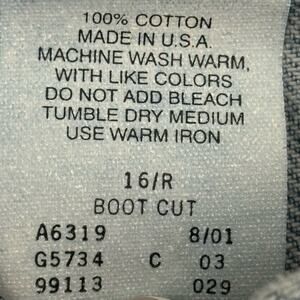 100% COTTON
MADE IN U.S.A.
MACHINE WASH WARM,
WITH LIKE COLORS
DO NOT ADD BLEACH
TUMBLE DRY MEDIUM
USE WARM IRON
16/R
BOOT CUT
A6319 8/01
G5734 C 03
99113 029